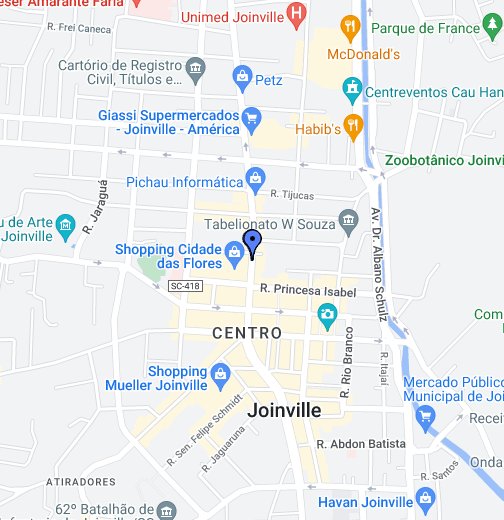 eser Amarante Faria
Unimed Joinville
R. Frei Caneca
Parque de France
McDonald's
Cartório de Registro
Civil, Títulos e...
Petz
Centreventos Cau Han
Giassi Supermercados
- Joinville - América
Habib's
Zoobotânico Joinvi
Pichau Informática
R. Tijucas
R. Jaraguá
u de Arte
Joinville
Tabelionato W Souza
Av. Dr. Albano Schulz
Shopping Cidade
das Flores
SC-418
R. Princesa Isabel
Com
CENTRO
R. Rio Branco
R. Itajaí
Shopping
Mueller Joinville
Mercado Públic
Municipal de Joi
R. Sen. Felipe Schmidt
Joinville
Recei
R. Jaguaruna
R. Abdon Batista
Onda
R. Santos
ATIRADORES
62º Batalhão de
Havan Joinville